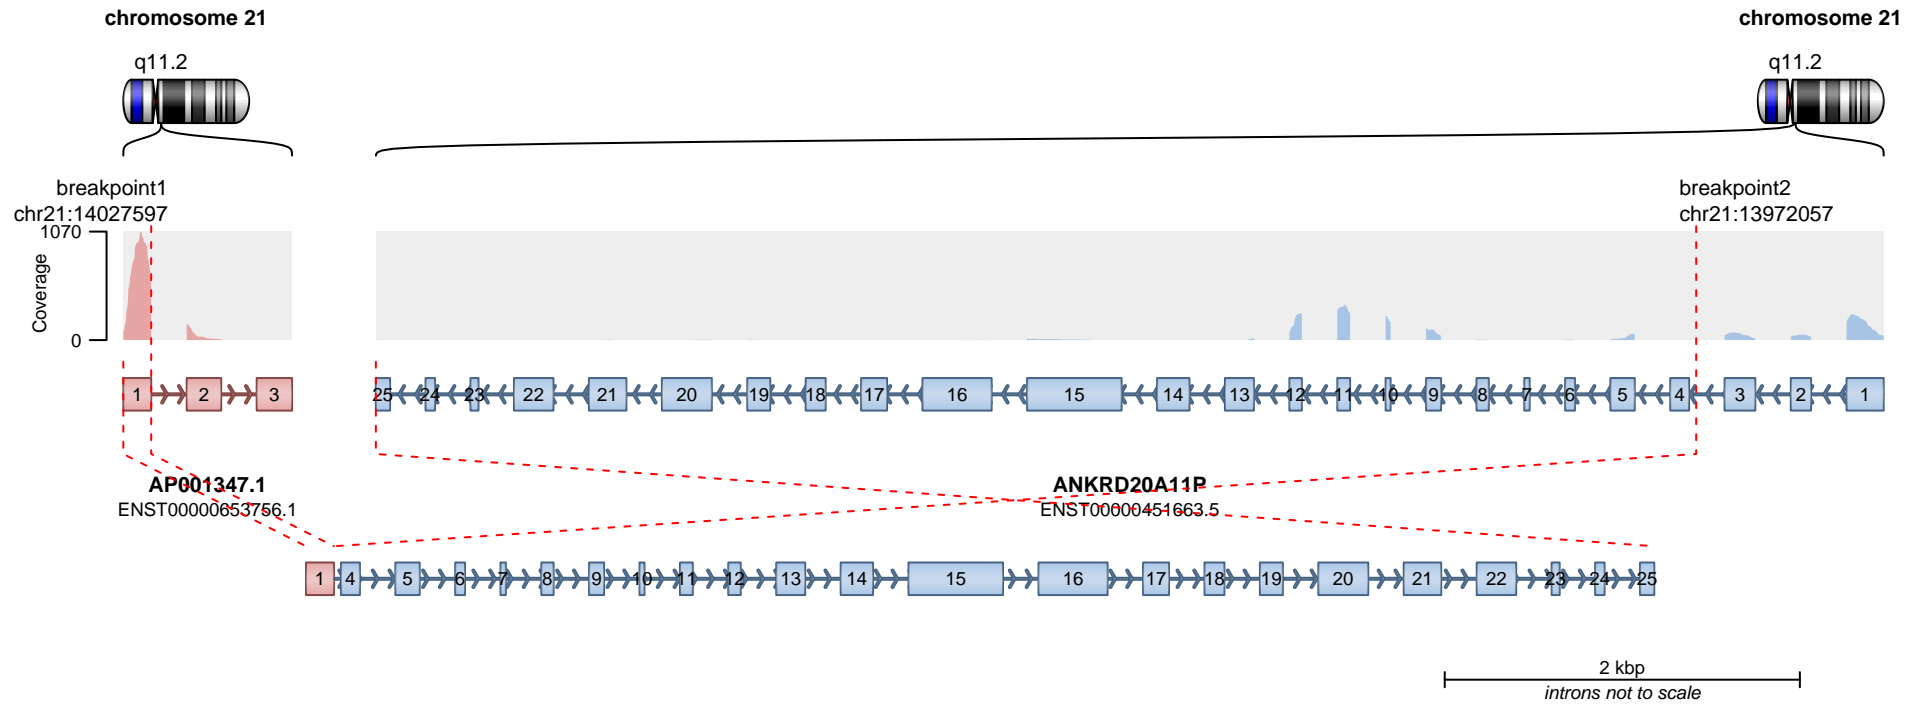 chromosome 21
chromosome 21
q11.2
q11.2
breakpoint1
chr21:14027597
breakpoint2
chr21:13972057
1070
Coverage
0
1 2 3
25 24 23 22 21 20 19 18 17 16 15 14 13 12 11 10 9 8 7 6 5 4 3 2 1
AP001347.1
ENST00000653756.1
ANKRD20A11P
ENST00000451663.5
1 4 5 6 7 8 9 10 11 12 13 14 15 16 17 18 19 20 21 22 23 24 25
2 kbp
introns not to scale